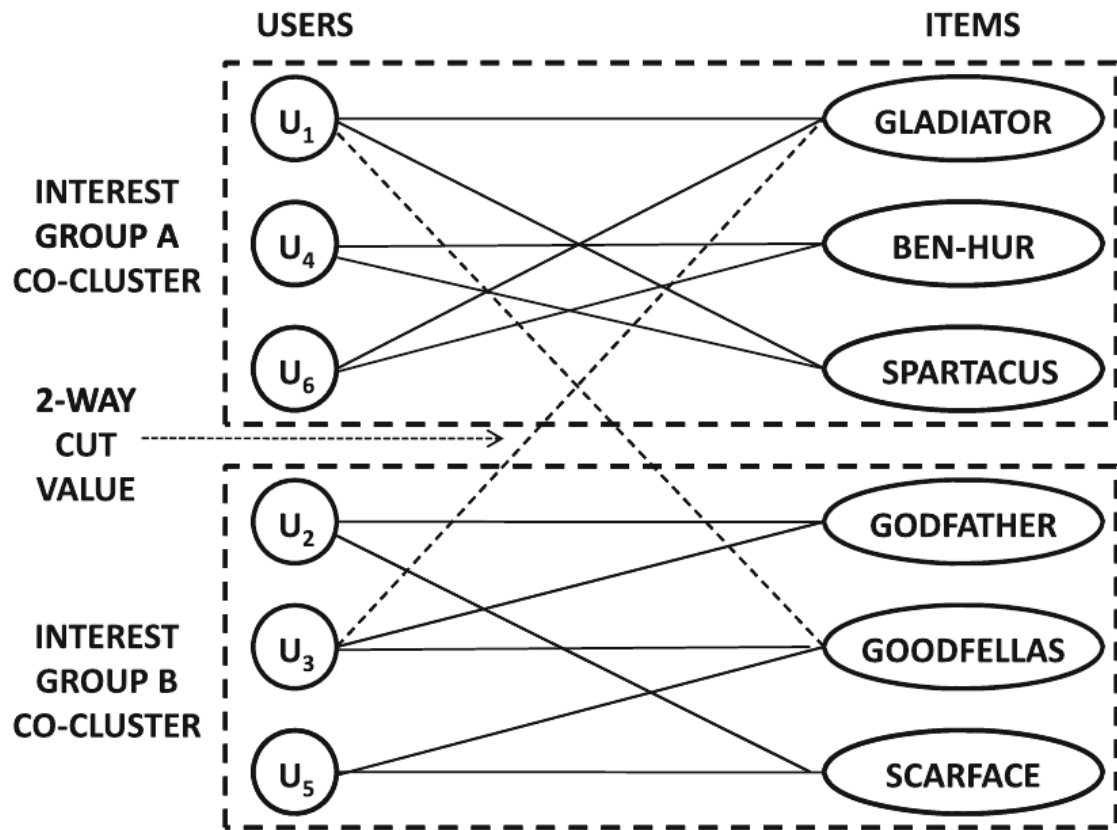 USERS
ITEMS
INTEREST
GROUP A
CO-CLUSTER
U1
U4
U6
GLADIATOR
BEN-HUR
SPARTACUS
2-WAY
CUT
VALUE
INTEREST
GROUP B
CO-CLUSTER
U2
U3
U5
GODFATHER
GOODFELLAS
SCARFACE